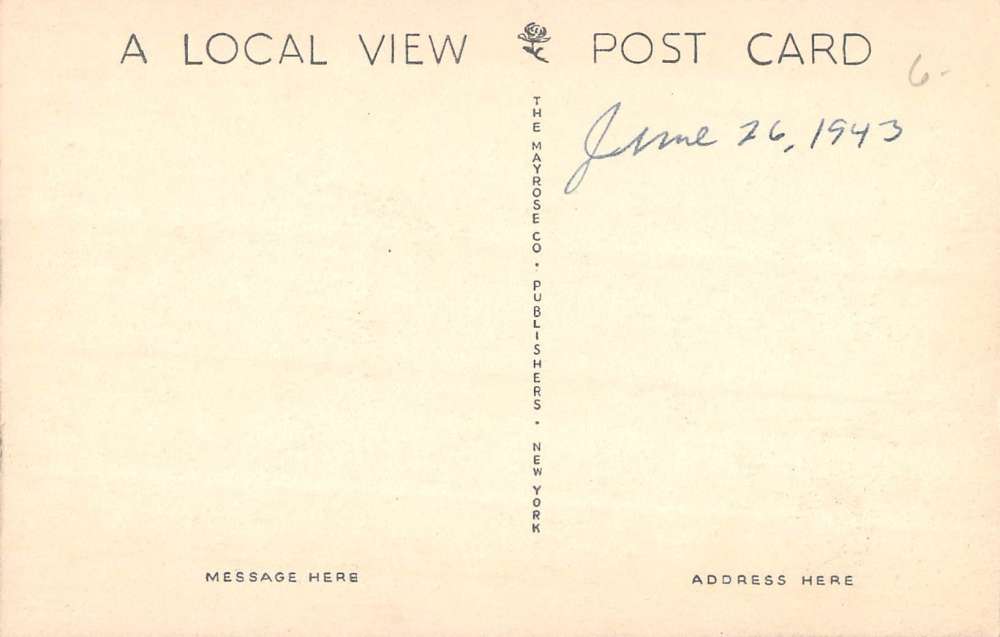 A LOCAL VIEW POST CARD
6-
June 26, 1943
THE MAYROSE CO · PUBLISHERS · NEW YORK
MESSAGE HERE
ADDRESS HERE